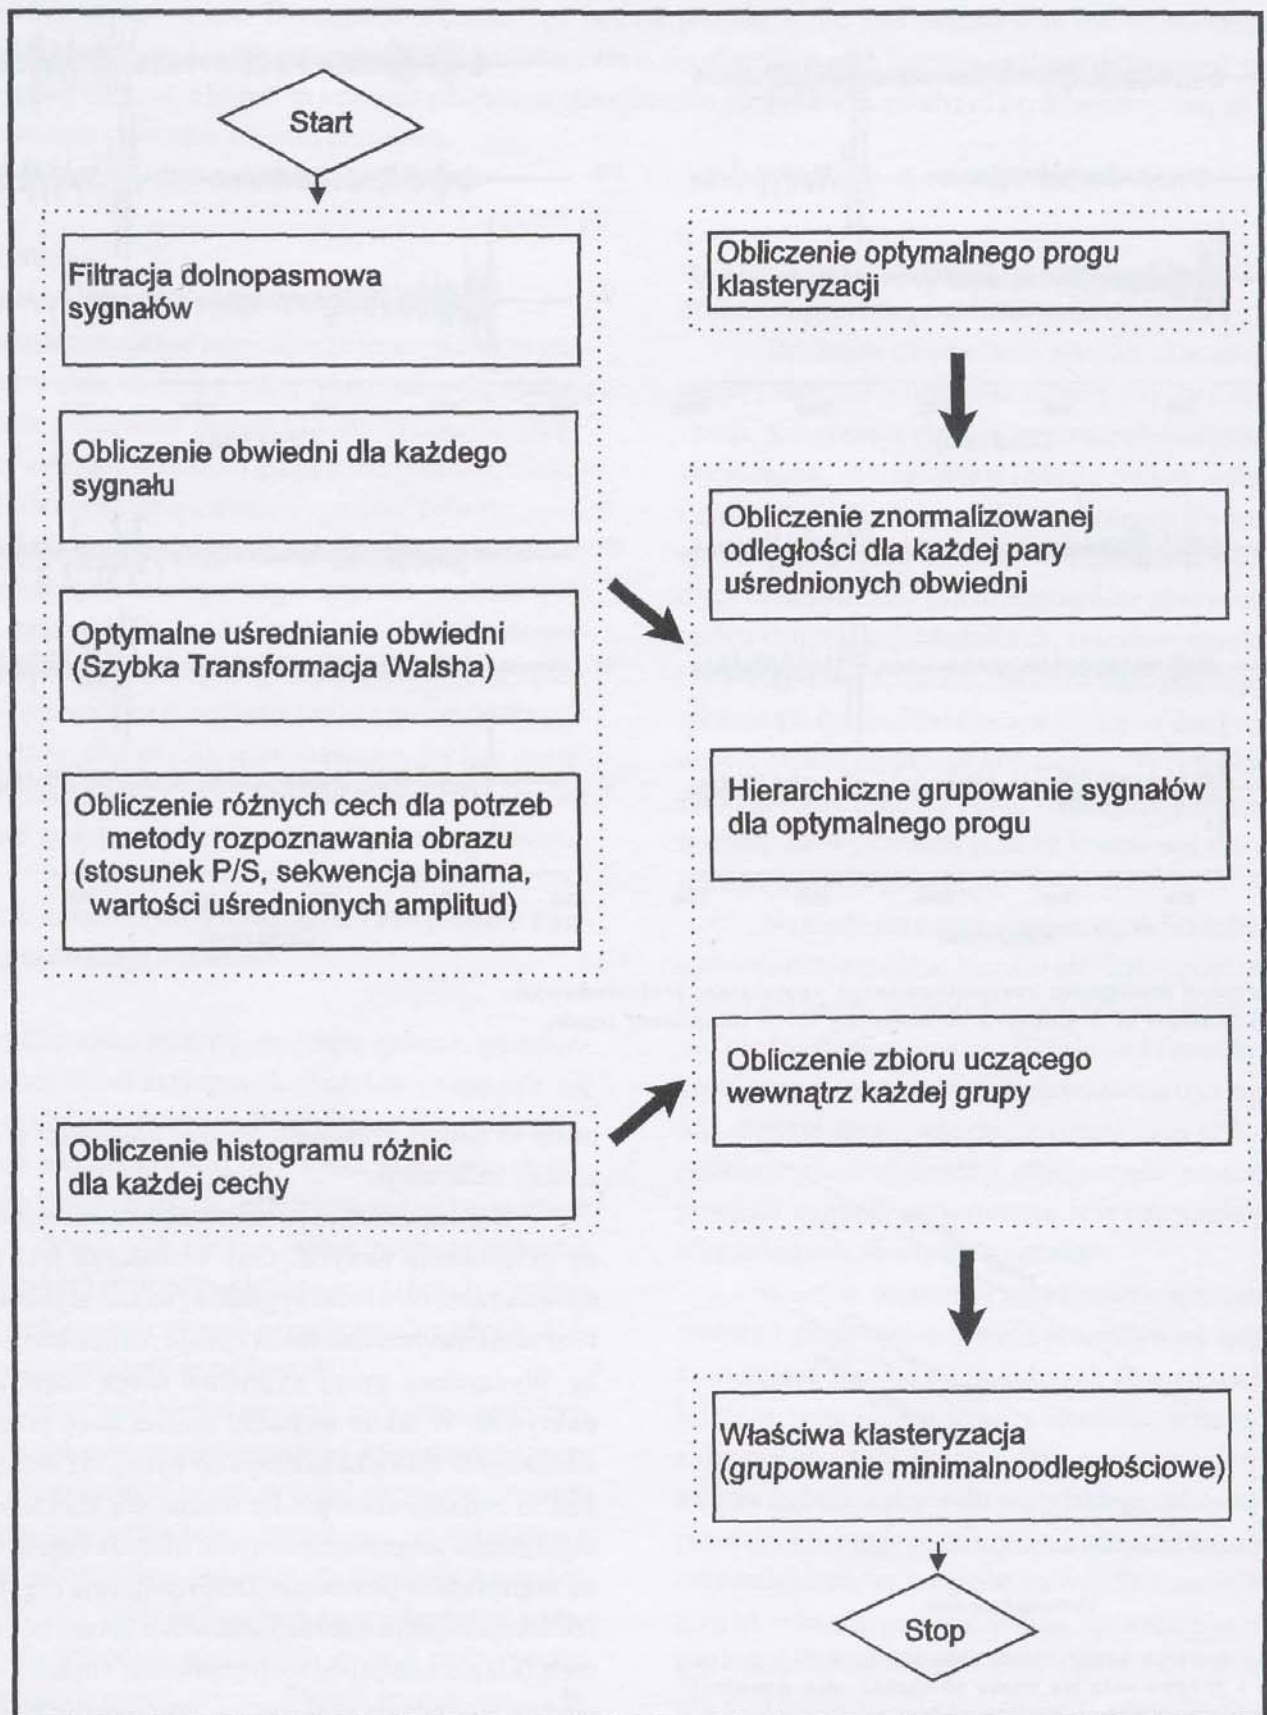 Start
Filtracja dolnopasmowa
sygnałów
Obliczenie obwiedni dla każdego
sygnału
Optymalne uśrednianie obwiedni
(Szybka Transformacja Walsha)
Obliczenie różnych cech dla potrzeb
metody rozpoznawania obrazu
(stosunek P/S, sekwencja binarna,
wartości uśrednionych amplitud)
Obliczenie histogramu różnic
dla każdej cechy
Obliczenie optymalnego progu
klasteryzacji
Obliczenie znormalizowanej
odległości dla każdej pary
uśrednionych obwiedni
Hierarchiczne grupowanie sygnałów
dla optymalnego progu
Obliczenie zbioru uczącego
wewnątrz każdej grupy
Właściwa klasteryzacja
(grupowanie minimalnoodległościowe)
Stop